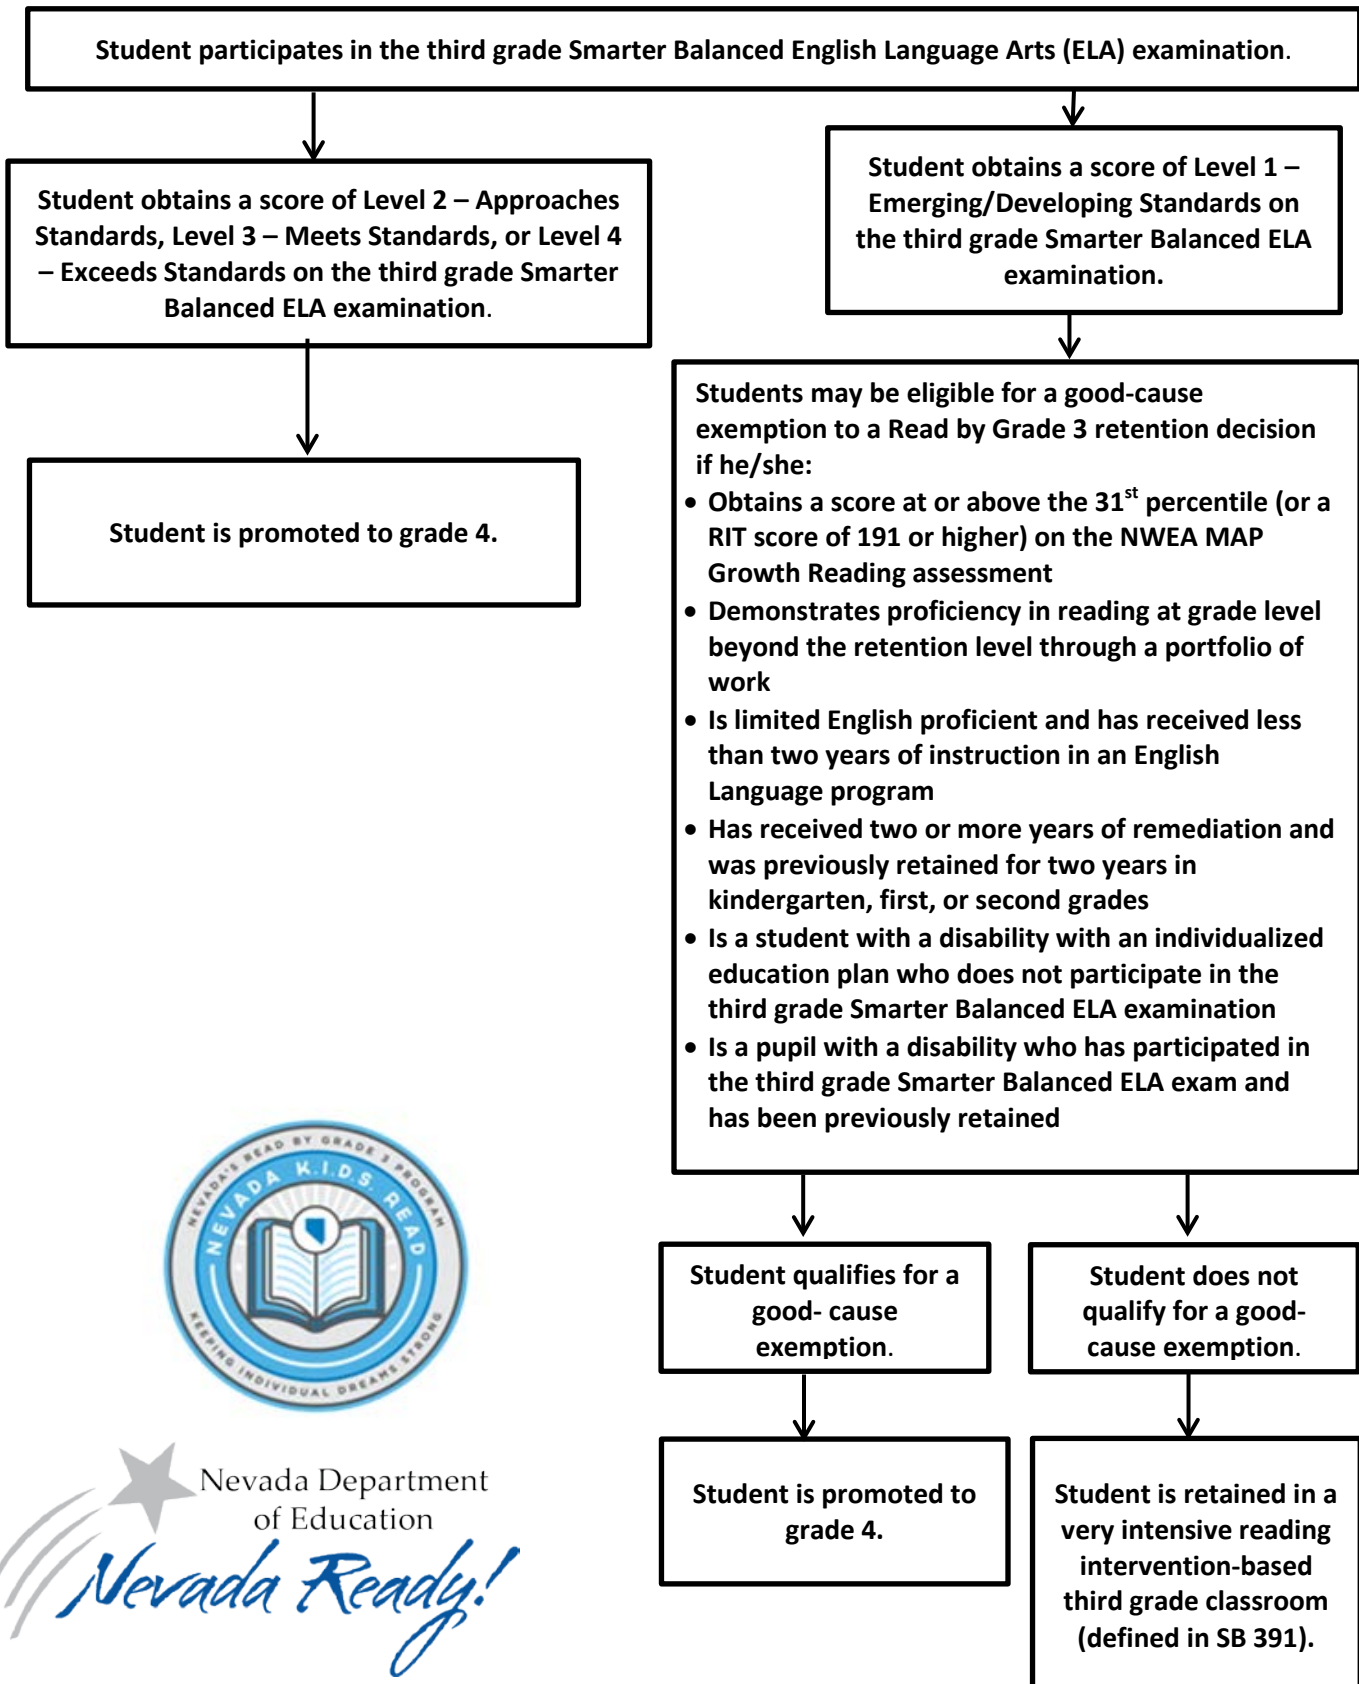 Student participates in the third grade Smarter Balanced English Language Arts (ELA) examination.
Student obtains a score of Level 2 – Approaches
Standards, Level 3 – Meets Standards, or Level 4
– Exceeds Standards on the third grade Smarter
Balanced ELA examination.
Student is promoted to grade 4.
Student obtains a score of Level 1 –
Emerging/Developing Standards on
the third grade Smarter Balanced ELA
examination.
Students may be eligible for a good-cause
exemption to a Read by Grade 3 retention decision
if he/she:
• Obtains a score at or above the 31st percentile (or a
RIT score of 191 or higher) on the NWEA MAP
Growth Reading assessment
• Demonstrates proficiency in reading at grade level
beyond the retention level through a portfolio of
work
• Is limited English proficient and has received less
than two years of instruction in an English
Language program
• Has received two or more years of remediation and
was previously retained for two years in
kindergarten, first, or second grades
• Is a student with a disability with an individualized
education plan who does not participate in the
third grade Smarter Balanced ELA examination
• Is a pupil with a disability who has participated in
the third grade Smarter Balanced ELA exam and
has been previously retained
Student qualifies for a
good- cause
exemption.
Student is promoted to
grade 4.
Student does not
qualify for a good-
cause exemption.
Student is retained in a
very intensive reading
intervention-based
third grade classroom
(defined in SB 391).
NEVADA'S READ BY GRADE 3 PROGRAM
NEVADA K.I.D.S. READ
KEEPING INDIVIDUAL DREAMS STRONG
Nevada Department
of Education
Nevada Ready!